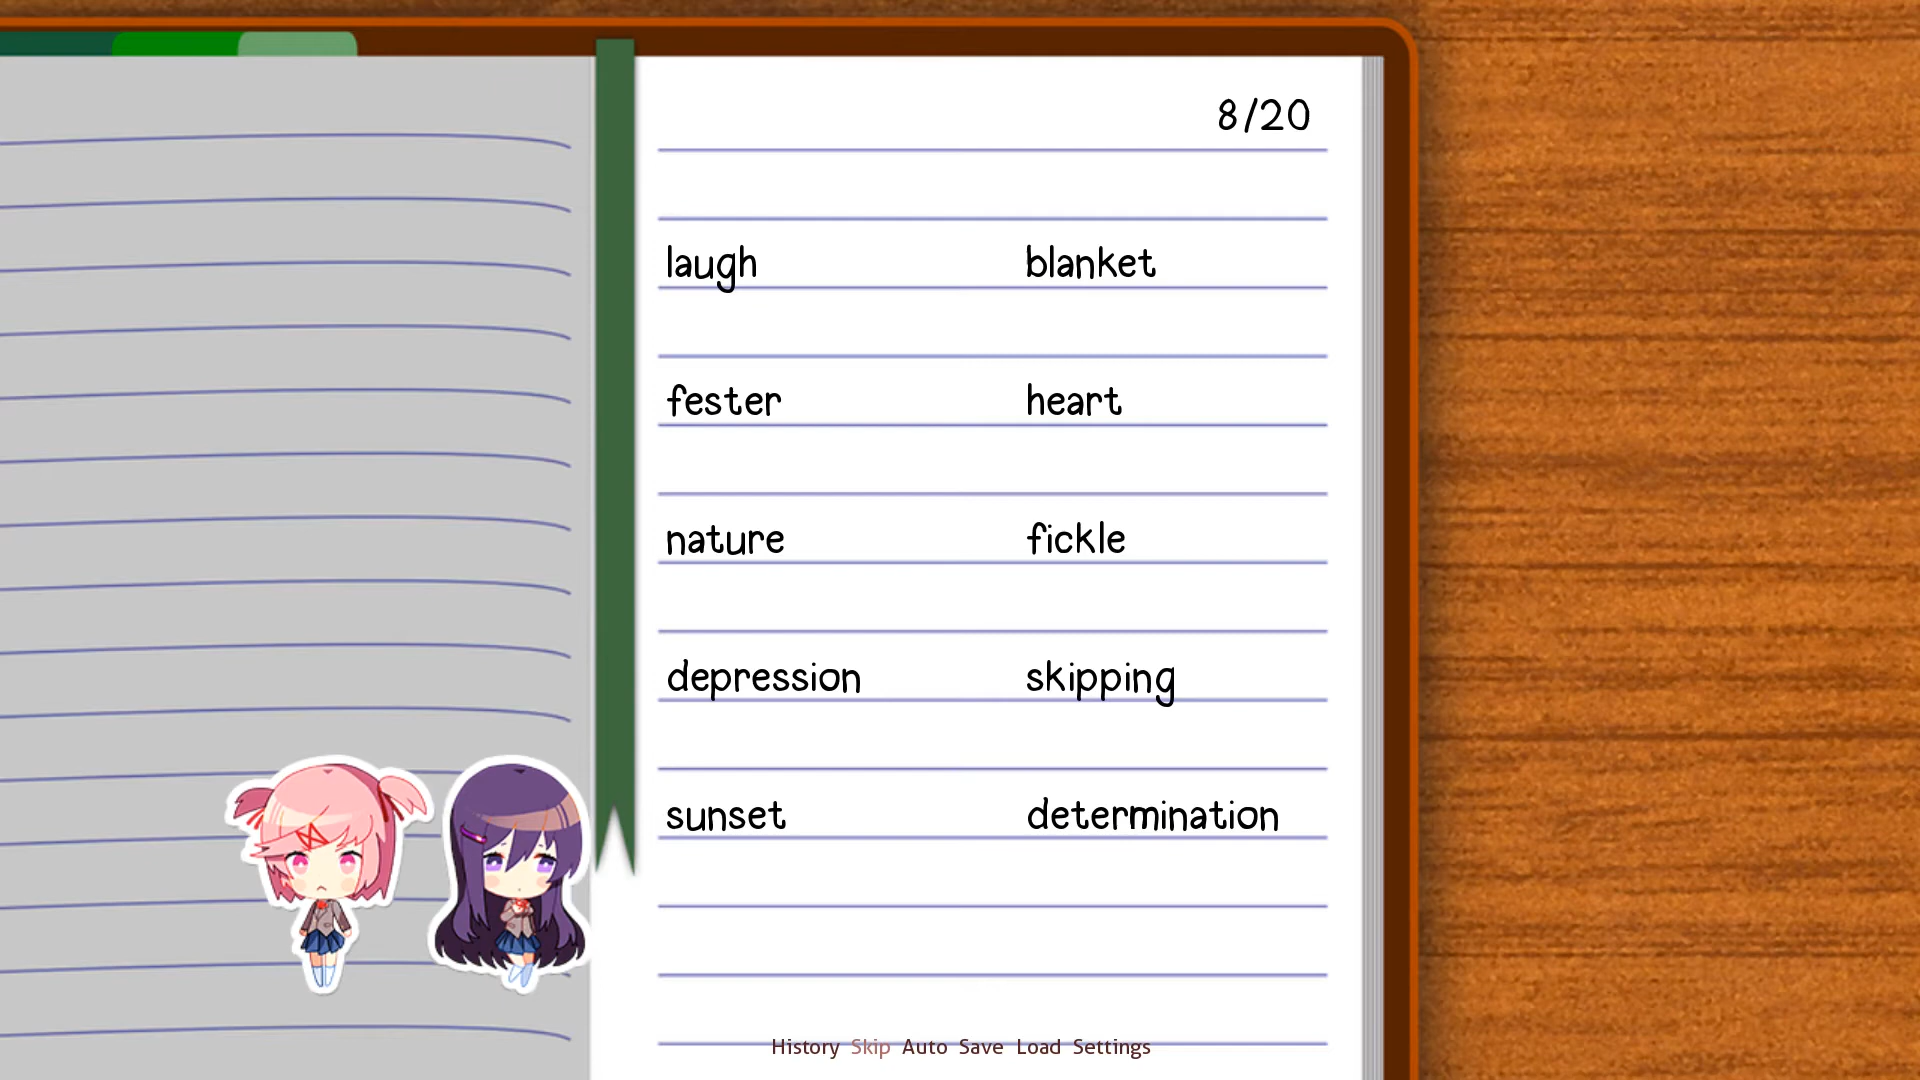 8/20
laugh blanket
fester heart
nature fickle
depression skipping
sunset determination
History Skip Auto Save Load Settings